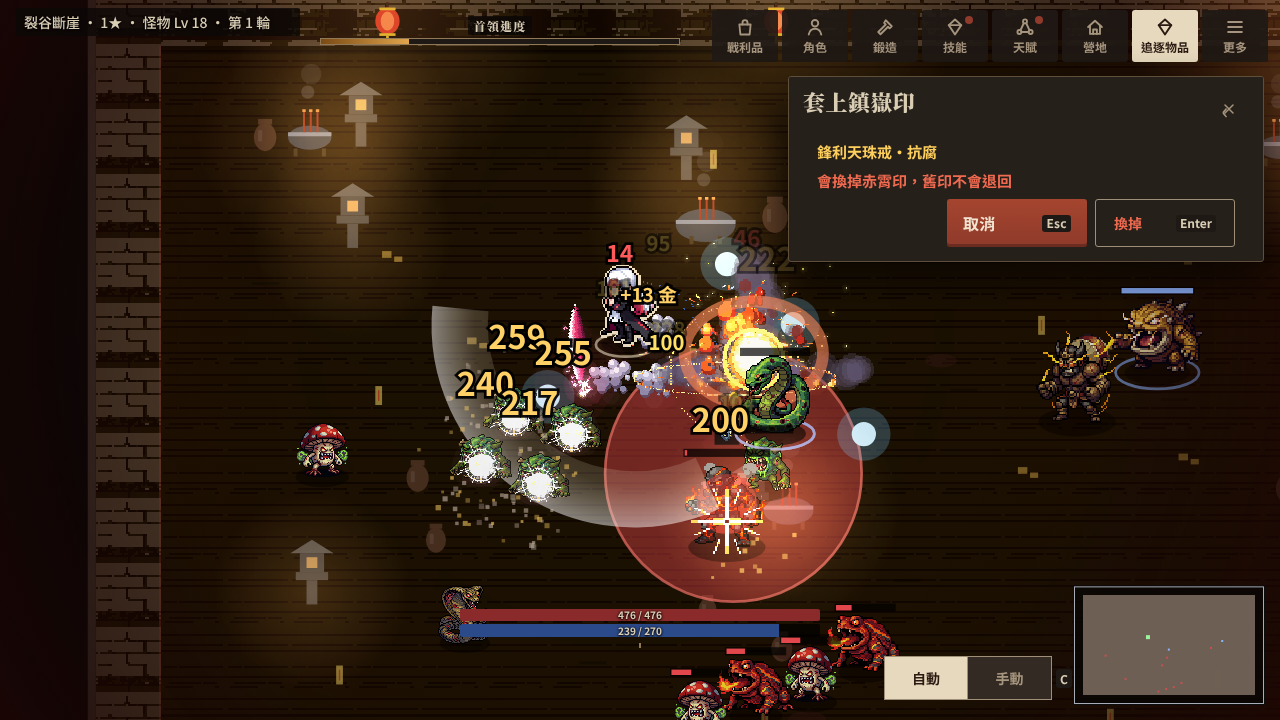 裂谷斷崖 · 1★ · 怪物 Lv 18 · 第 1 輪
首領進度
戰利品
角色
鍛造
技能
天賦
營地
追逐物品
更多
套上鎮嶽印
鋒利天珠戒・抗腐
會換掉赤霄印，舊印不會退回
取消 Esc
換掉 Enter
95
46
222
14
+13 金
100
259
255
240
217
200
476 / 476
239 / 270
自動
手動
C